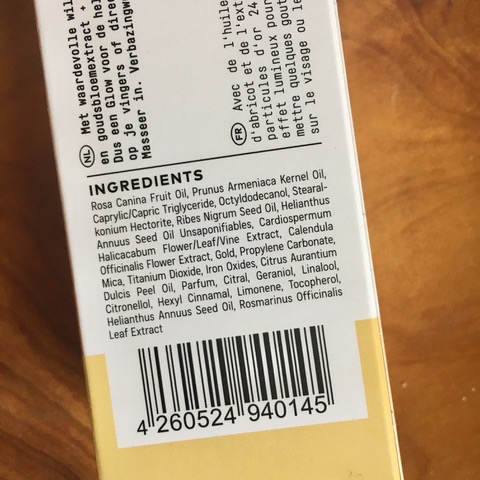 NL Met waardevolle wil
en goudsbloemextract +
Dus een Glow voor de hel
op je vingers of dire
Masseer in. Verbazingw
FR Avec de l'huile
d'abricot et de l'ext
particules d'or 24
effet lumineux pour
mettre quelques gout
sur le visage ou le
INGREDIENTS
Rosa Canina Fruit Oil, Prunus Armeniaca Kernel Oil,
Caprylic/Capric Triglyceride, Octyldodecanol, Stearal-
konium Hectorite, Ribes Nigrum Seed Oil, Helianthus
Annuus Seed Oil Unsaponifiables, Cardiospermum
Halicacabum Flower/Leaf/Vine Extract, Calendula
Officinalis Flower Extract, Gold, Propylene Carbonate,
Mica, Titanium Dioxide, Iron Oxides, Citrus Aurantium
Dulcis Peel Oil, Parfum, Citral, Geraniol, Linalool,
Citronellol, Hexyl Cinnamal, Limonene, Tocopherol,
Helianthus Annuus Seed Oil, Rosmarinus Officinalis
Leaf Extract
4 260524 940145